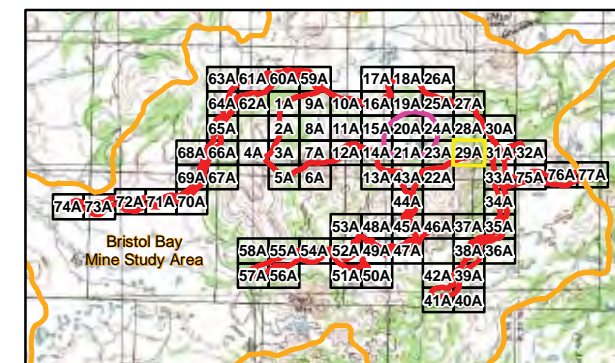 63A 61A 60A 59A 17A 18A 26A
64A 62A 1A 9A 10A 16A 19A 25A 27A
65A 2A 8A 11A 15A 20A 24A 28A 30A
68A 66A 4A 3A 7A 12A 14A 21A 23A 29A 31A 32A
69A 67A 5A 6A 13A 43A 22A 33A 75A 76A 77A
74A 73A 72A 71A 70A 44A 34A
53A 48A 45A 46A 37A 35A
Bristol Bay
Mine Study Area
58A 55A 54A 52A 49A 47A 38A 36A
57A 56A 51A 50A 42A 39A
41A 40A